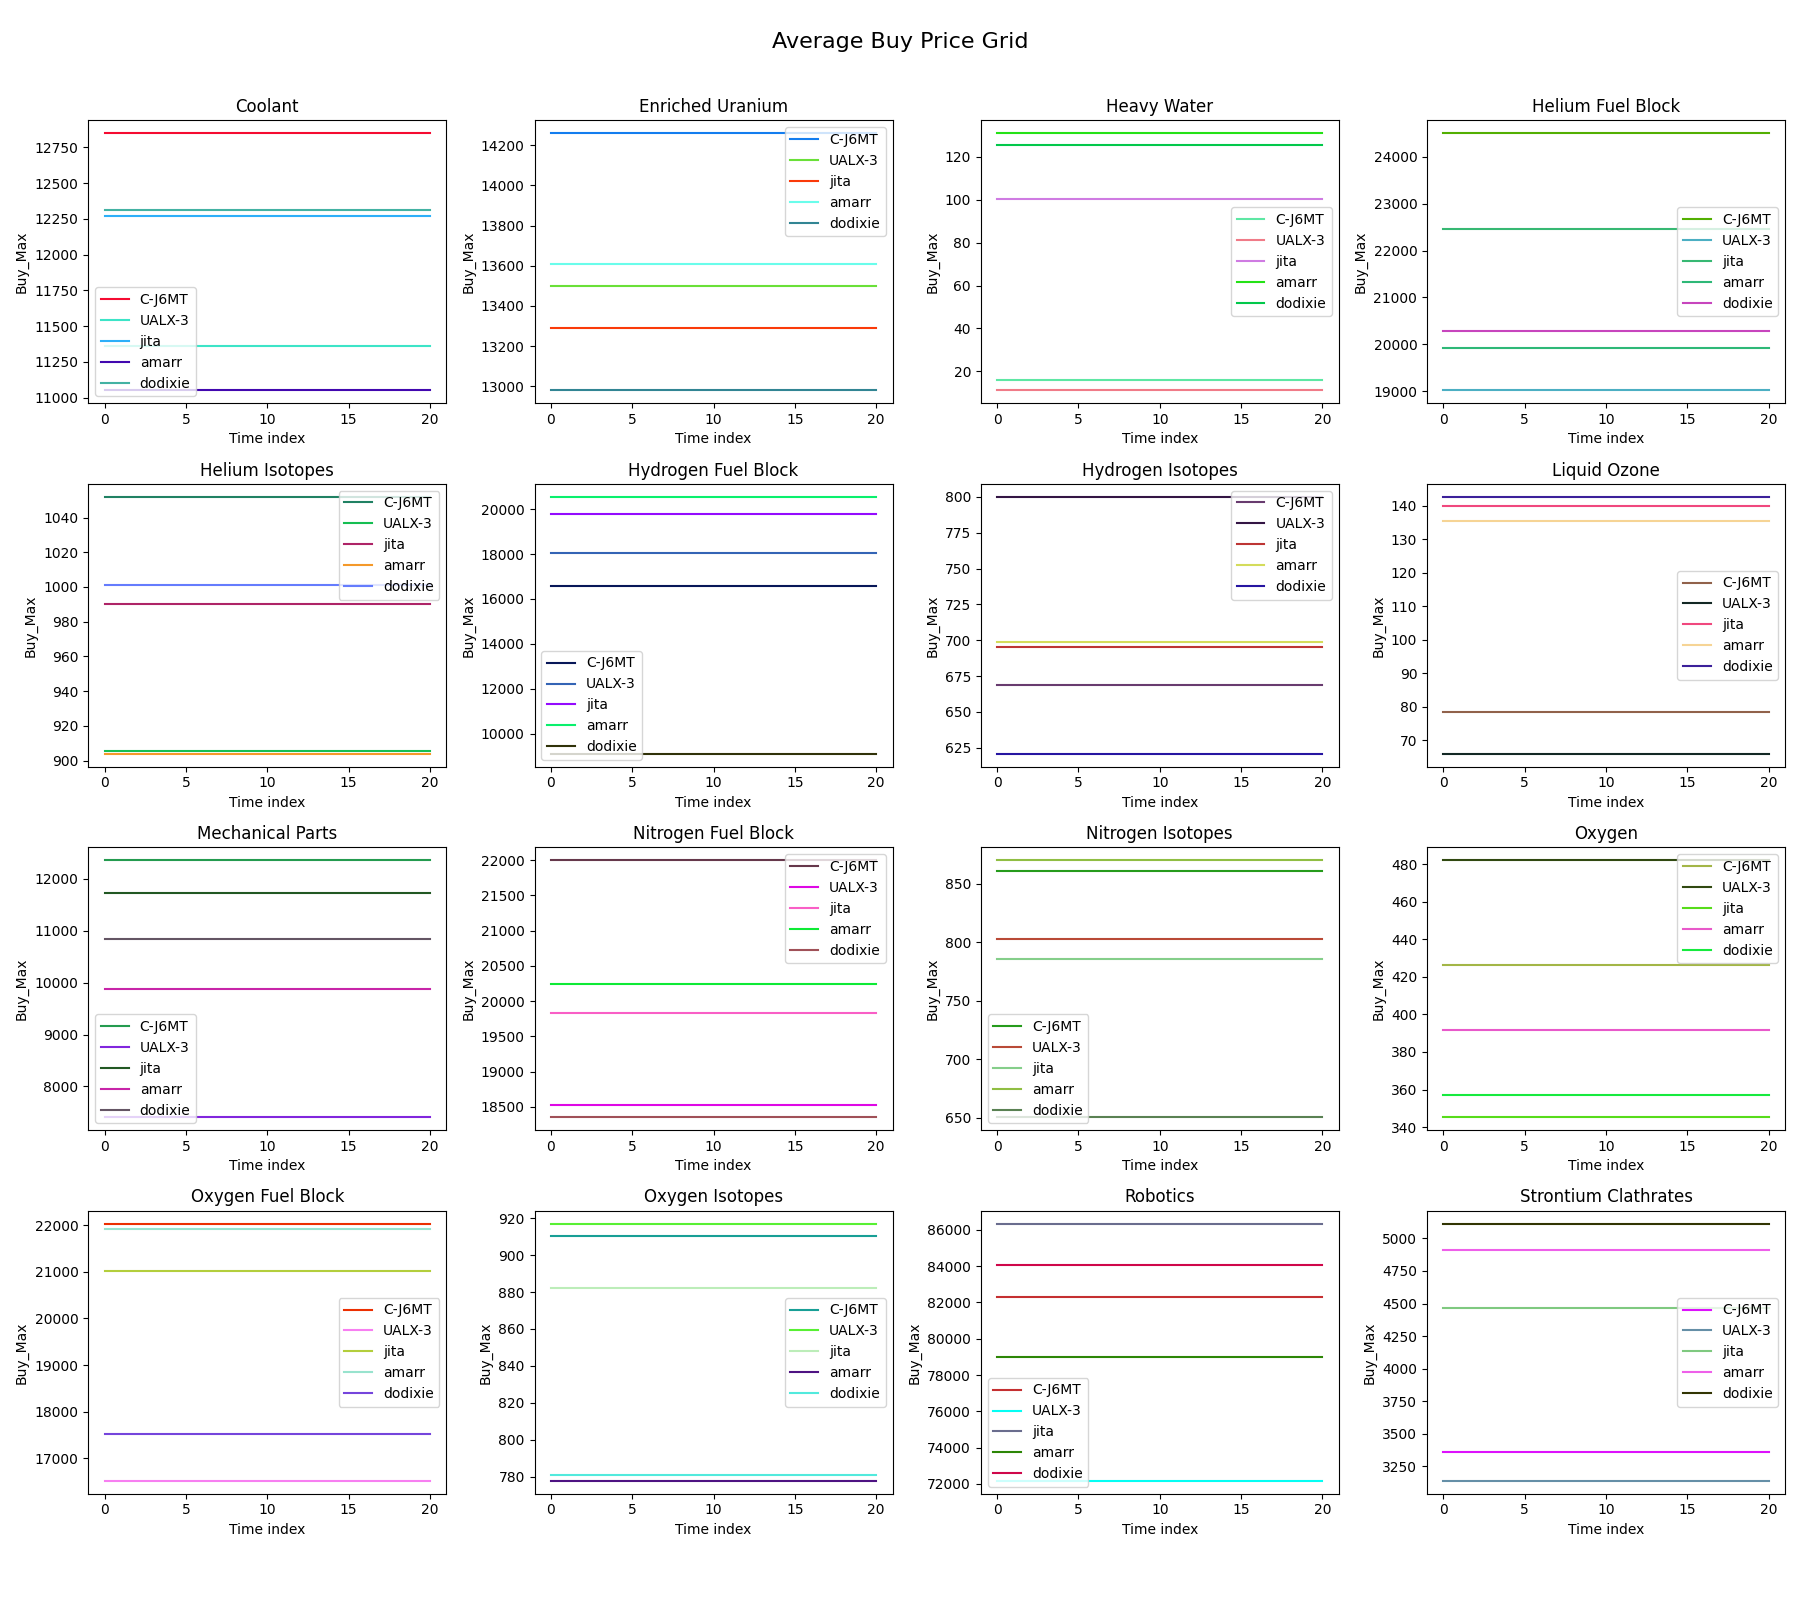 Average Buy Price Grid
Coolant
Buy_Max
12750
12500
12250
12000
11750
11500
11250
11000
C-J6MT
UALX-3
jita
amarr
dodixie
0 5 10 15 20
Time index
Enriched Uranium
Buy_Max
14200
14000
13800
13600
13400
13200
13000
C-J6MT
UALX-3
jita
amarr
dodixie
0 5 10 15 20
Time index
Heavy Water
Buy_Max
120
100
80
60
40
20
C-J6MT
UALX-3
jita
amarr
dodixie
0 5 10 15 20
Time index
Helium Fuel Block
Buy_Max
24000
23000
22000
21000
20000
19000
C-J6MT
UALX-3
jita
amarr
dodixie
0 5 10 15 20
Time index
Helium Isotopes
Buy_Max
1040
1020
1000
980
960
940
920
900
C-J6MT
UALX-3
jita
amarr
dodixie
0 5 10 15 20
Time index
Hydrogen Fuel Block
Buy_Max
20000
18000
16000
14000
12000
10000
C-J6MT
UALX-3
jita
amarr
dodixie
0 5 10 15 20
Time index
Hydrogen Isotopes
Buy_Max
800
775
750
725
700
675
650
625
C-J6MT
UALX-3
jita
amarr
dodixie
0 5 10 15 20
Time index
Liquid Ozone
Buy_Max
140
130
120
110
100
90
80
70
C-J6MT
UALX-3
jita
amarr
dodixie
0 5 10 15 20
Time index
Mechanical Parts
Buy_Max
12000
11000
10000
9000
8000
C-J6MT
UALX-3
jita
amarr
dodixie
0 5 10 15 20
Time index
Nitrogen Fuel Block
Buy_Max
22000
21500
21000
20500
20000
19500
19000
18500
C-J6MT
UALX-3
jita
amarr
dodixie
0 5 10 15 20
Time index
Nitrogen Isotopes
Buy_Max
850
800
750
700
650
C-J6MT
UALX-3
jita
amarr
dodixie
0 5 10 15 20
Time index
Oxygen
Buy_Max
480
460
440
420
400
380
360
340
C-J6MT
UALX-3
jita
amarr
dodixie
0 5 10 15 20
Time index
Oxygen Fuel Block
Buy_Max
22000
21000
20000
19000
18000
17000
C-J6MT
UALX-3
jita
amarr
dodixie
0 5 10 15 20
Time index
Oxygen Isotopes
Buy_Max
920
900
880
860
840
820
800
780
C-J6MT
UALX-3
jita
amarr
dodixie
0 5 10 15 20
Time index
Robotics
Buy_Max
86000
84000
82000
80000
78000
76000
74000
72000
C-J6MT
UALX-3
jita
amarr
dodixie
0 5 10 15 20
Time index
Strontium Clathrates
Buy_Max
5000
4750
4500
4250
4000
3750
3500
3250
C-J6MT
UALX-3
jita
amarr
dodixie
0 5 10 15 20
Time index